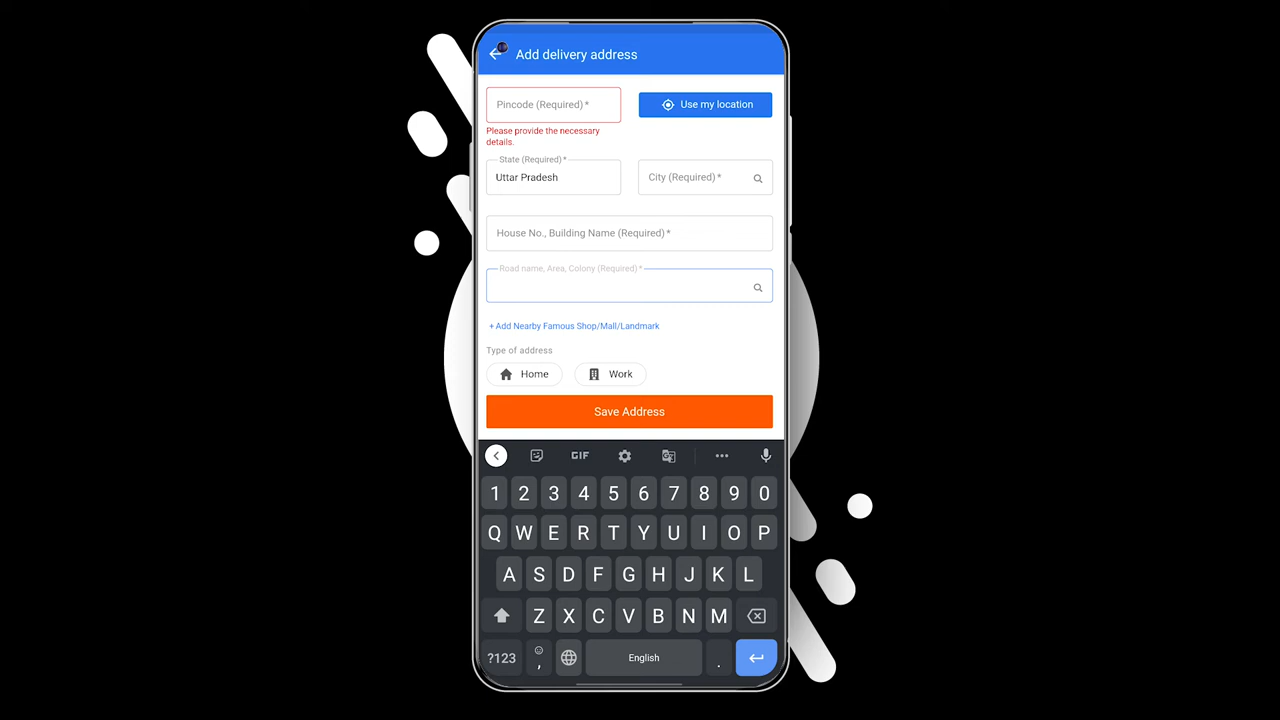 Add delivery address
Pincode (Required)*
Use my location
Please provide the necessary
details.
State (Required)*
Uttar Pradesh
City (Required)*
House No., Building Name (Required)*
Road name, Area, Colony (Required)*
+ Add Nearby Famous Shop/Mall/Landmark
Type of address
Home
Work
Save Address
GIF
1 2 3 4 5 6 7 8 9 0
Q W E R T Y U I O P
A S D F G H J K L
Z X C V B N M
?123 , English .